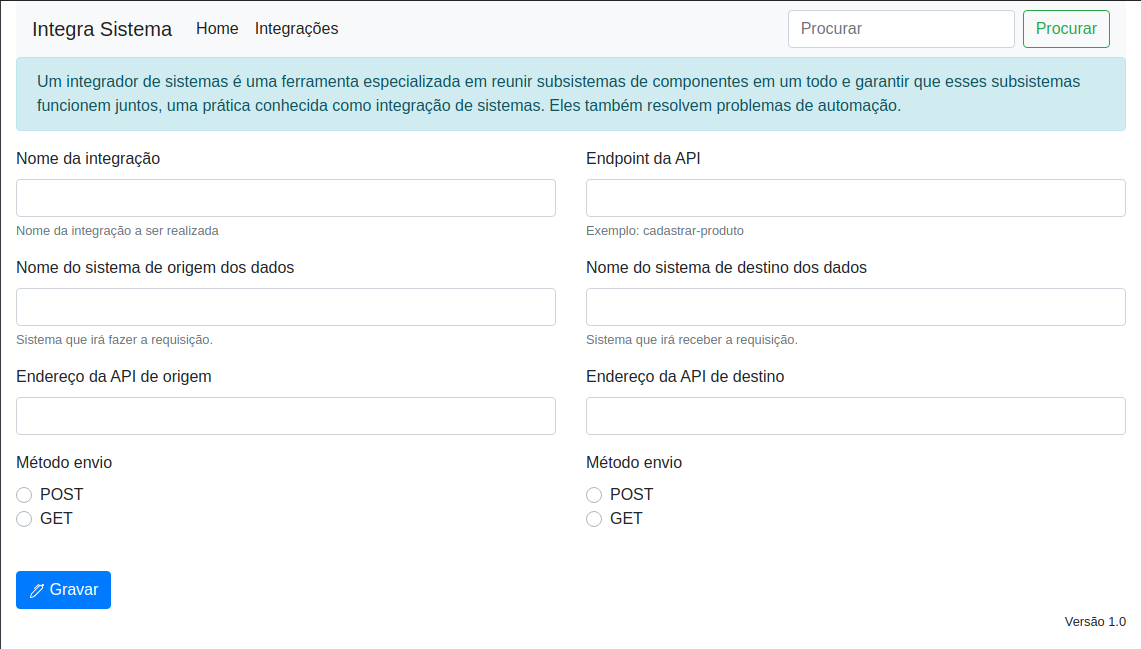 Integra Sistema Home Integrações Procurar Procurar
Um integrador de sistemas é uma ferramenta especializada em reunir subsistemas de componentes em um todo e garantir que esses subsistemas
funcionem juntos, uma prática conhecida como integração de sistemas. Eles também resolvem problemas de automação.
Nome da integração
Nome da integração a ser realizada
Endpoint da API
Exemplo: cadastrar-produto
Nome do sistema de origem dos dados
Sistema que irá fazer a requisição.
Nome do sistema de destino dos dados
Sistema que irá receber a requisição.
Endereço da API de origem
Endereço da API de destino
Método envio
POST
GET
Método envio
POST
GET
Gravar
Versão 1.0